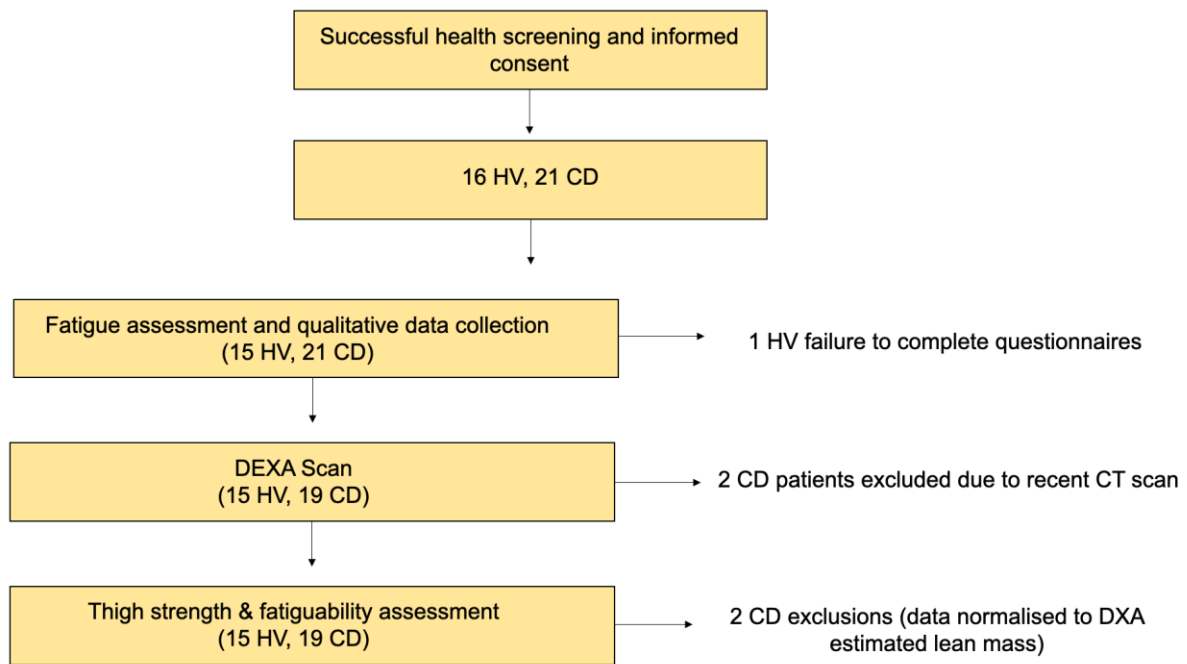 Successful health screening and informed
consent
16 HV, 21 CD
Fatigue assessment and qualitative data collection
(15 HV, 21 CD)
1 HV failure to complete questionnaires
DEXA Scan
(15 HV, 19 CD)
2 CD patients excluded due to recent CT scan
Thigh strength & fatiguability assessment
(15 HV, 19 CD)
2 CD exclusions (data normalised to DXA
estimated lean mass)